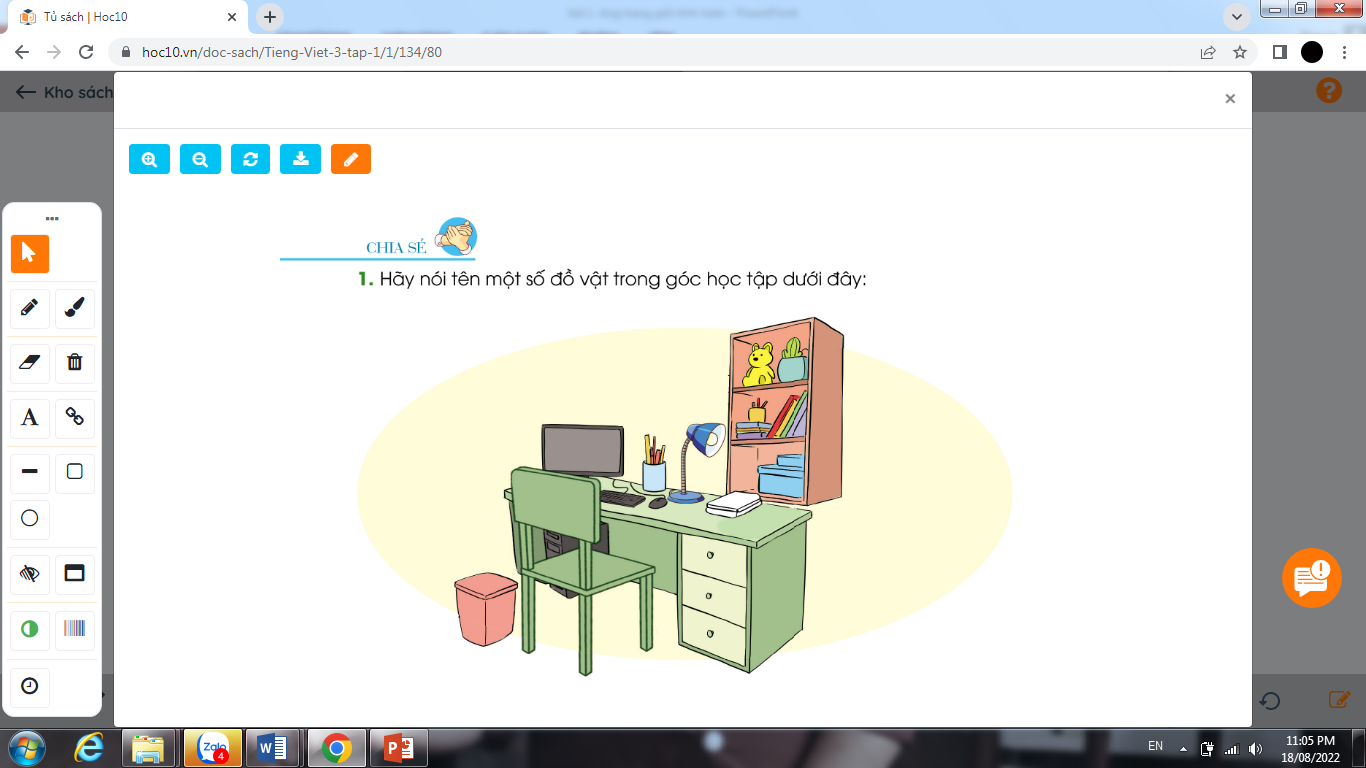 Tủ sách | Hoc10
hoc10.vn/doc-sach/Tieng-Viet-3-tap-1/1/134/80
Kho sách
CHIA SẺ
1. Hãy nói tên một số đồ vật trong góc học tập dưới đây:
A
Zalo
4
W
P
EN
11:05 PM
18/08/2022